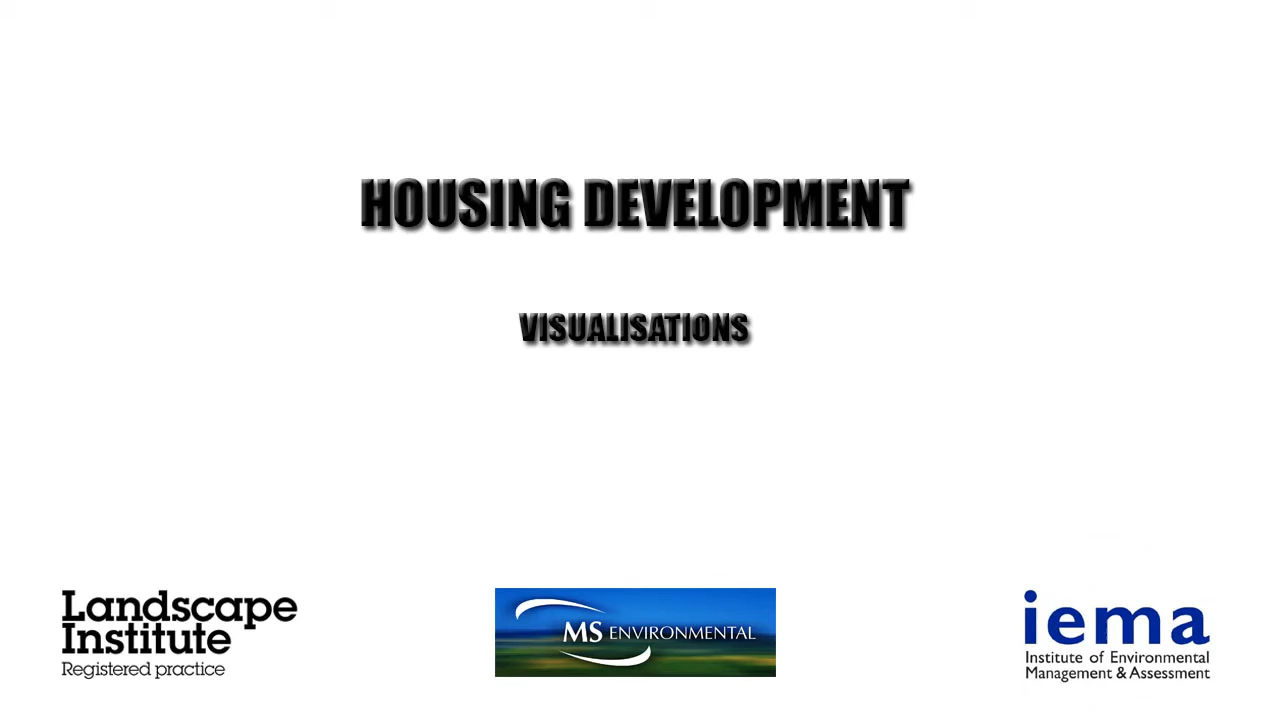 HOUSING DEVELOPMENT
VISUALISATIONS
Landscape
Institute
Registered practice
MS ENVIRONMENTAL
iema
Institute of Environmental
Management & Assessment